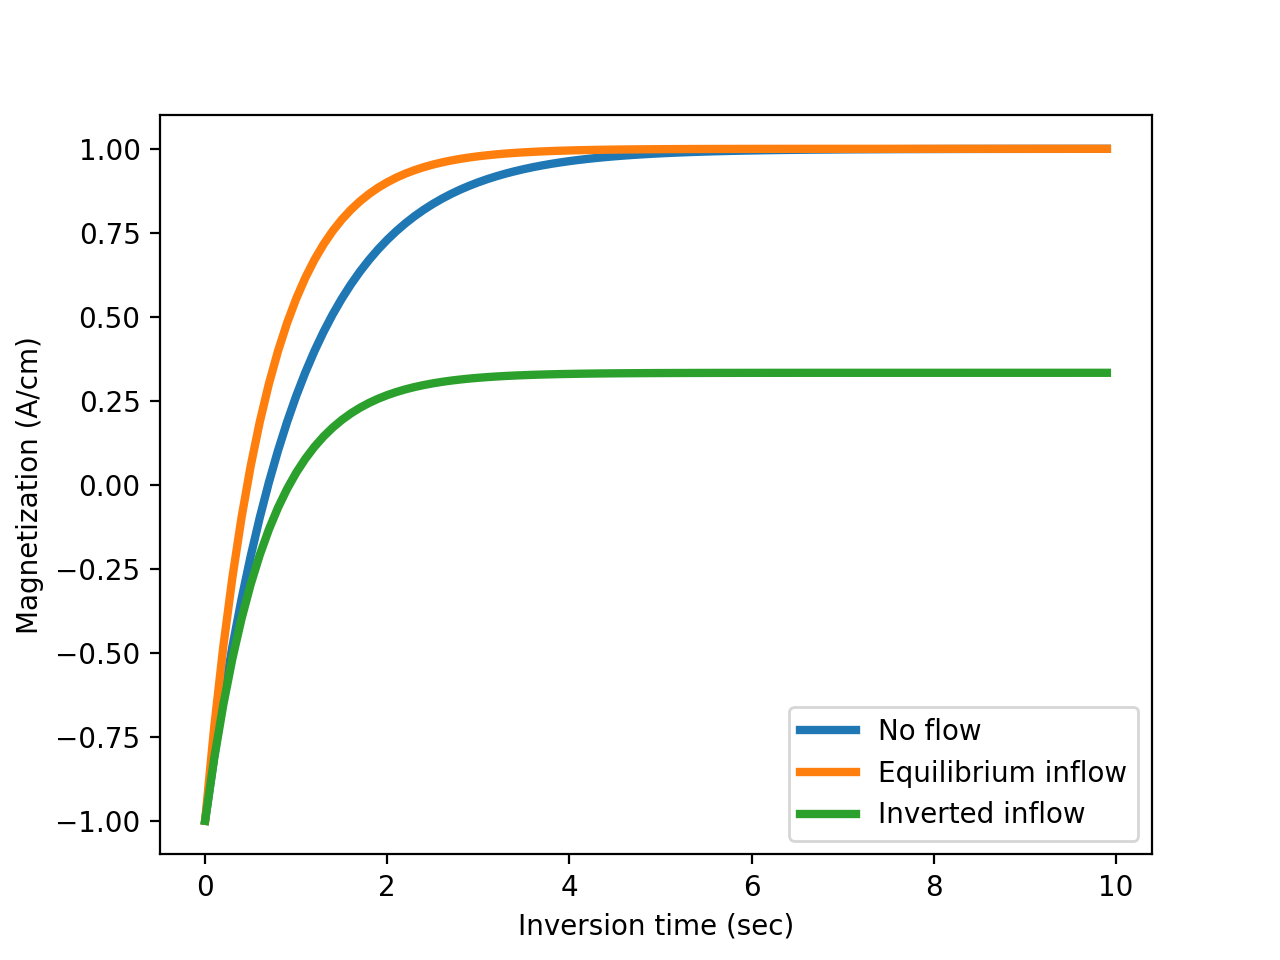 1.00
0.75
0.50
0.25
0.00
−0.25
−0.50
−0.75
−1.00
Magnetization (A/cm)
No flow
Equilibrium inflow
Inverted inflow
0 2 4 6 8 10
Inversion time (sec)